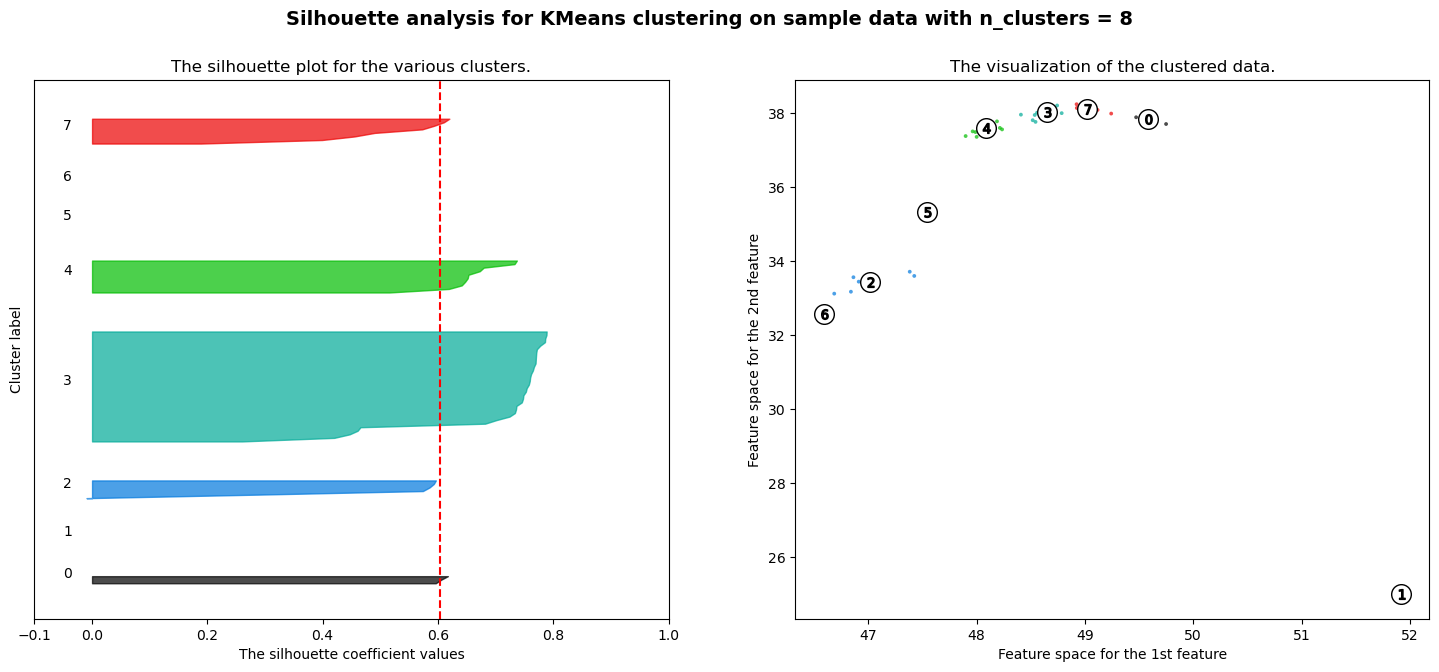 Silhouette analysis for KMeans clustering on sample data with n_clusters = 8
The silhouette plot for the various clusters.
7
6
5
4
3
2
1
0
Cluster label
−0.1 0.0 0.2 0.4 0.6 0.8 1.0
The silhouette coefficient values
The visualization of the clustered data.
38
36
34
32
30
28
26
Feature space for the 2nd feature
3
7
0
4
5
2
6
1
47 48 49 50 51 52
Feature space for the 1st feature